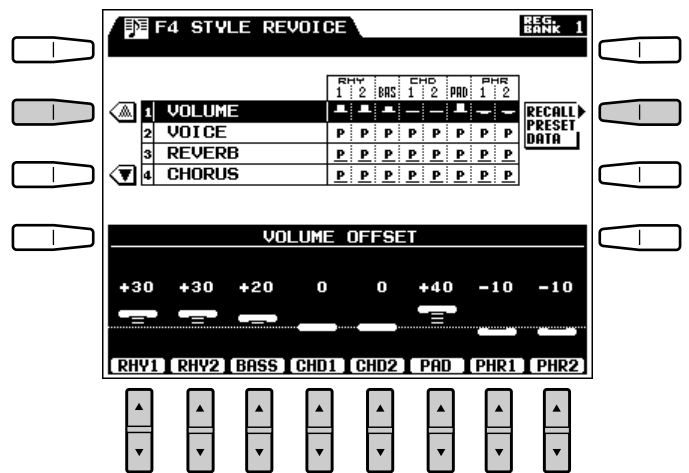 F4 STYLE REVOICE
REG. BANK 1
RHY CHD PHR
1 2 BAS 1 2 PAD 1 2
1 VOLUME
RECALL PRESET DATA
2 VOICE P P P P P P P P
3 REVERB P P P P P P P P
4 CHORUS P P P P P P P P
VOLUME OFFSET
+30 +30 +20 0 0 +40 -10 -10
RHY1 RHY2 BASS CHD1 CHD2 PAD PHR1 PHR2